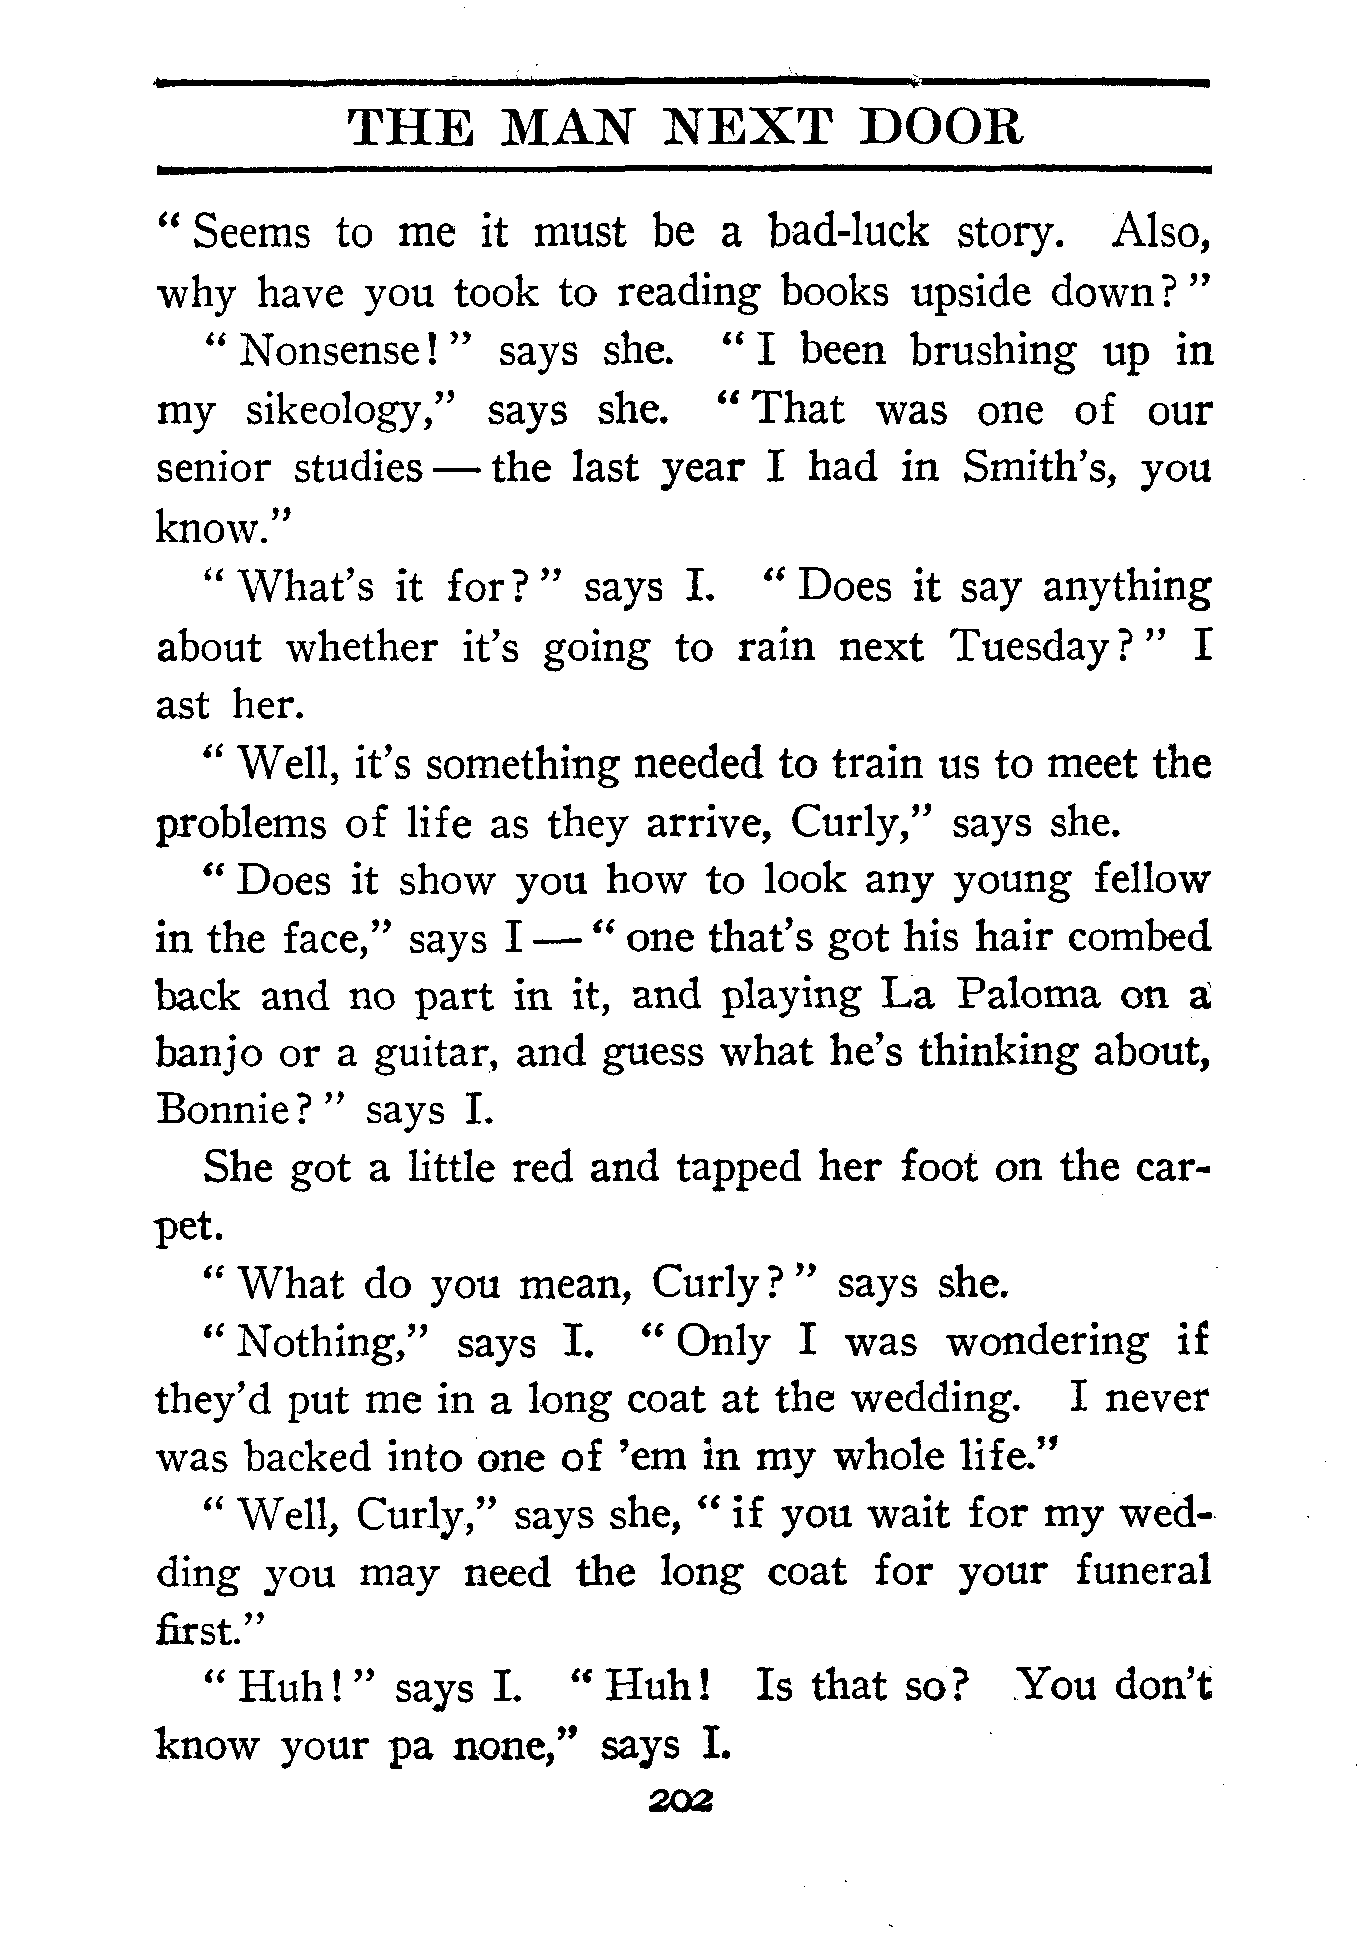 THE MAN NEXT DOOR
“ Seems to me it must be a bad-luck story. Also,
why have you took to reading books upside down? ”
“ Nonsense! ” says she. “ I been brushing up in
my sikeology,” says she. “ That was one of our
senior studies — the last year I had in Smith’s, you
know.”
“ What’s it for? ” says I. “ Does it say anything
about whether it’s going to rain next Tuesday? ” I
ast her.
“ Well, it’s something needed to train us to meet the
problems of life as they arrive, Curly,” says she.
“ Does it show you how to look any young fellow
in the face,” says I — “ one that’s got his hair combed
back and no part in it, and playing La Paloma on a
banjo or a guitar, and guess what he’s thinking about,
Bonnie? ” says I.
She got a little red and tapped her foot on the car-
pet.
“ What do you mean, Curly? ” says she.
“ Nothing,” says I. “ Only I was wondering if
they’d put me in a long coat at the wedding. I never
was backed into one of ’em in my whole life.”
“ Well, Curly,” says she, “ if you wait for my wed-
ding you may need the long coat for your funeral
first.”
“ Huh! ” says I. “ Huh! Is that so? You don’t
know your pa none,” says I.
202